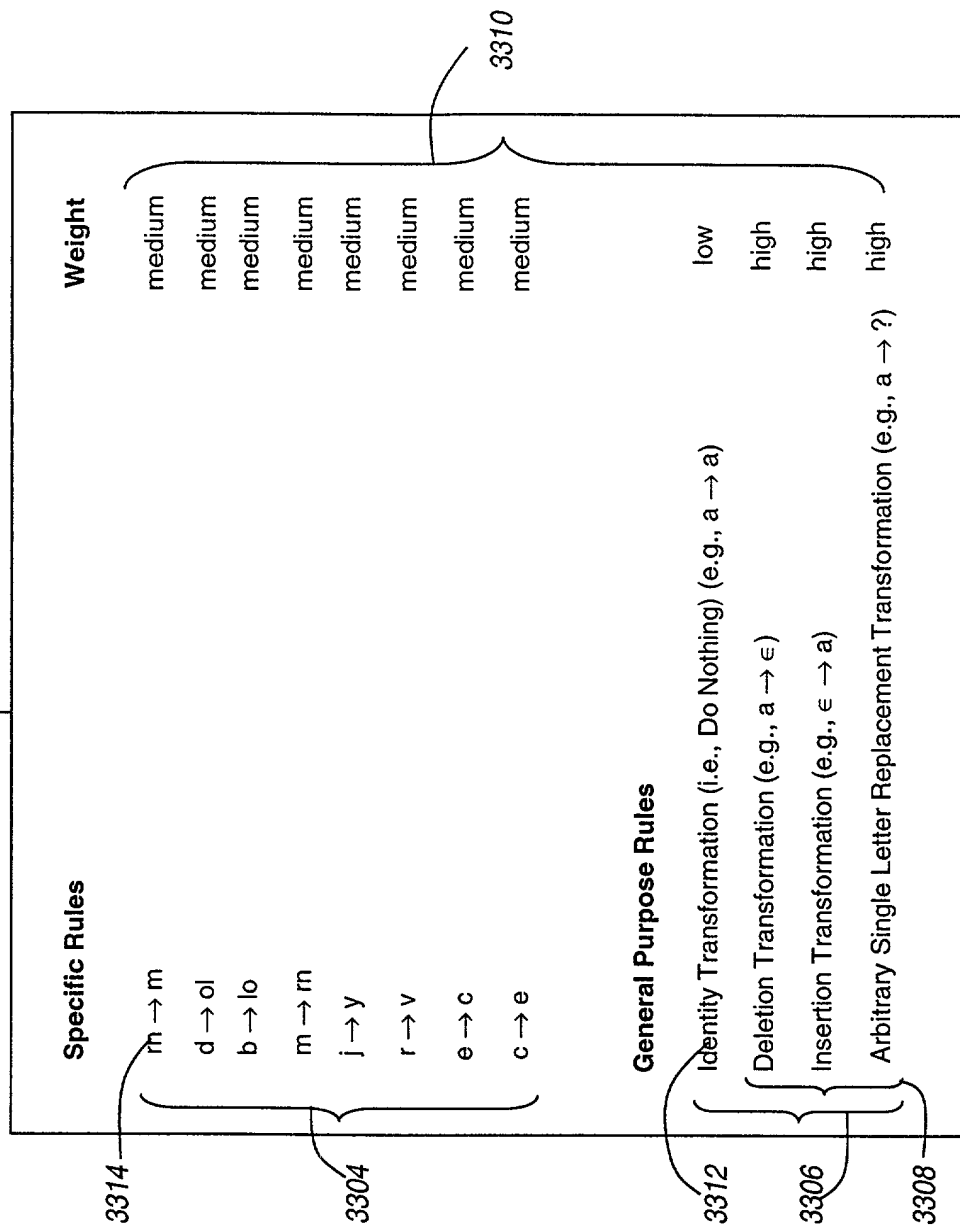 Specific Rules Weight
3314 rn → m medium
d → ol medium
b → lo medium
m → rn medium
j → y medium
3304
r → v medium
e → c medium
c → e medium
3310
General Purpose Rules
3312 Identity Transformation (i.e., Do Nothing) (e.g., a → a) low
Deletion Transformation (e.g., a → ϵ) high
3306 Insertion Transformation (e.g., ϵ → a) high
Arbitrary Single Letter Replacement Transformation (e.g., a → ?) high
3308